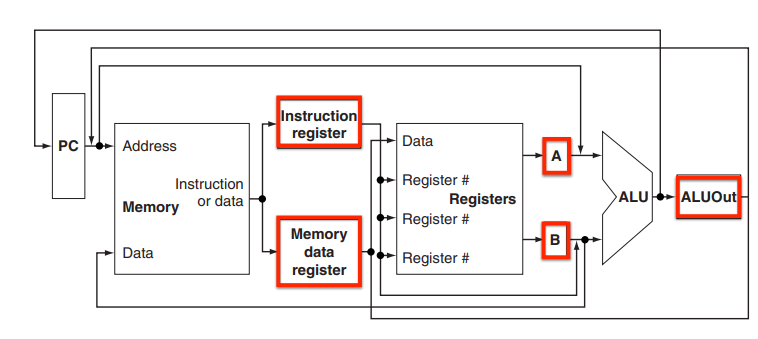 PC
Address
Instruction
or data
Memory
Data
Instruction
register
Memory
data
register
Data
Register #
Registers
Register #
Register #
A
B
ALU
ALUOut